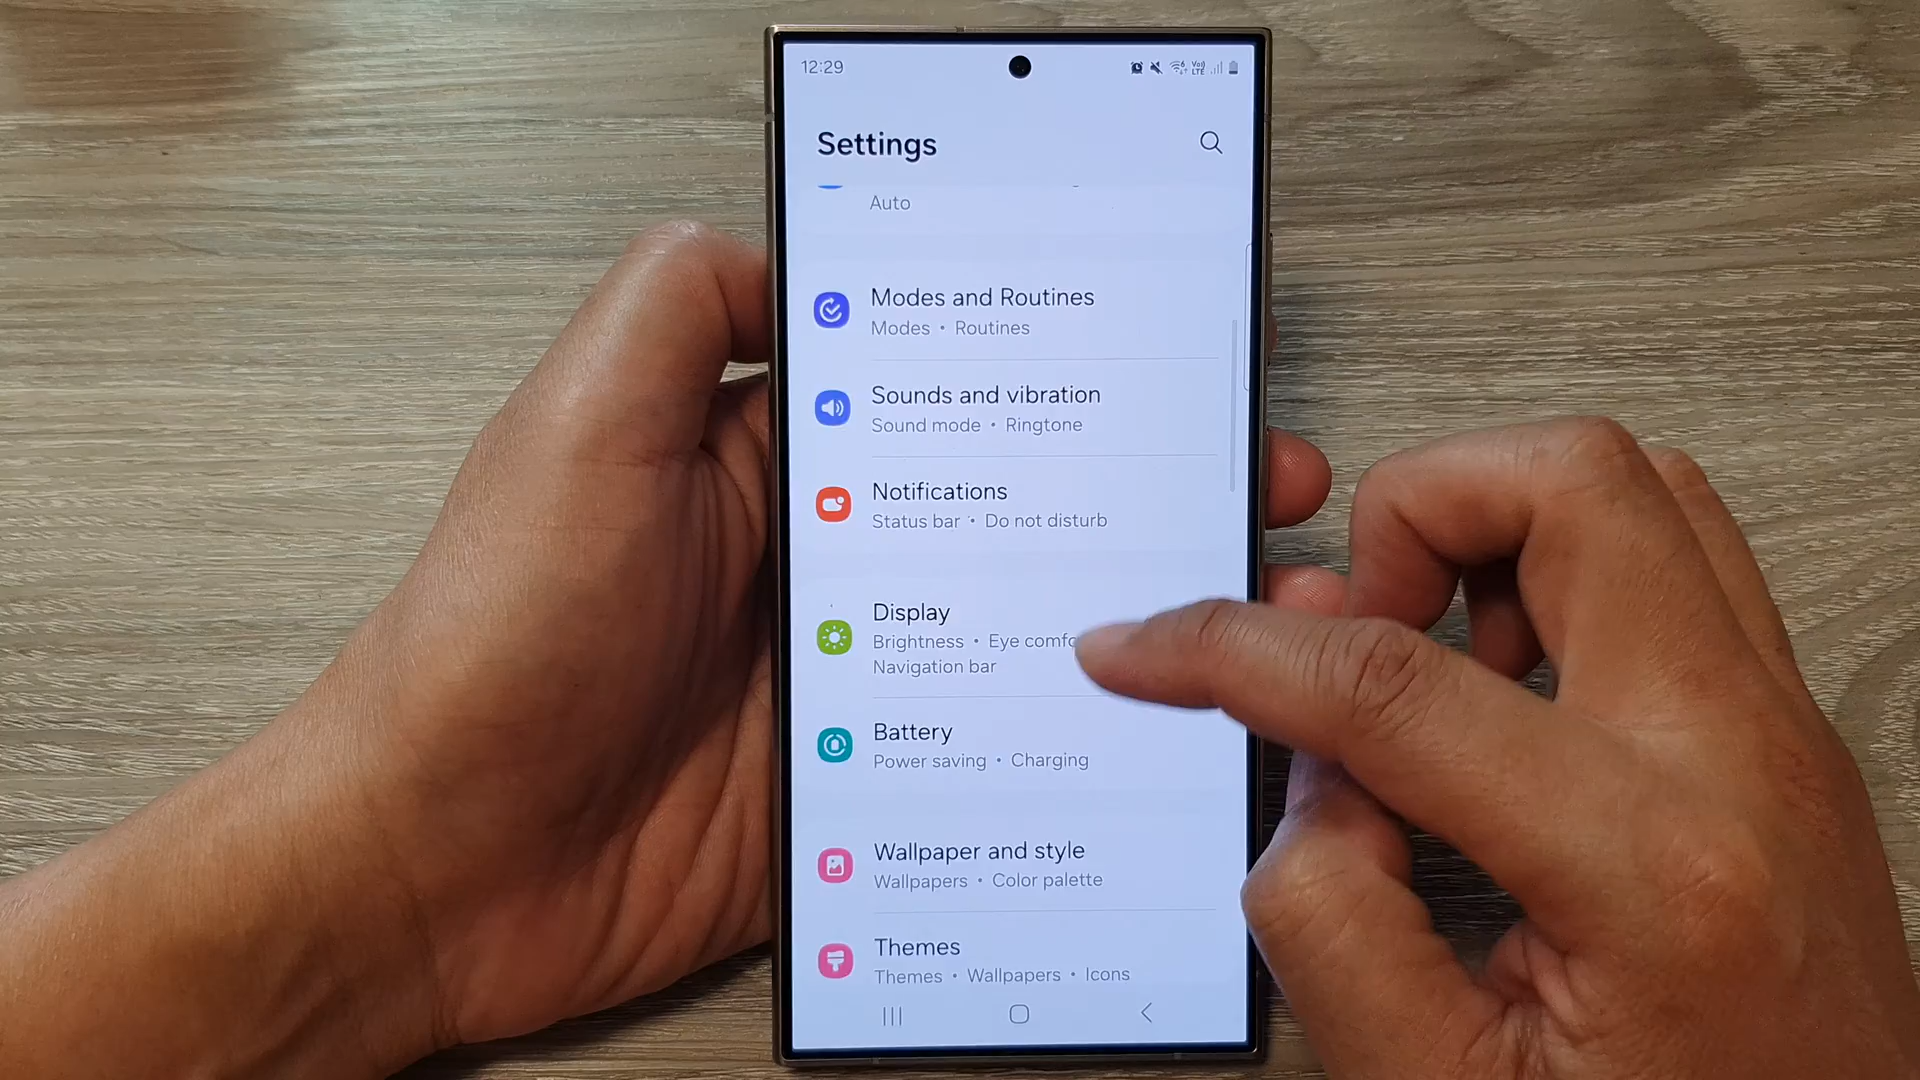 12:29
Vo)) LTE
Settings
Auto
Modes and Routines
Modes • Routines
Sounds and vibration
Sound mode • Ringtone
Notifications
Status bar • Do not disturb
Display
Brightness • Eye comfo
Navigation bar
Battery
Power saving • Charging
Wallpaper and style
Wallpapers • Color palette
Themes
Themes • Wallpapers • Icons